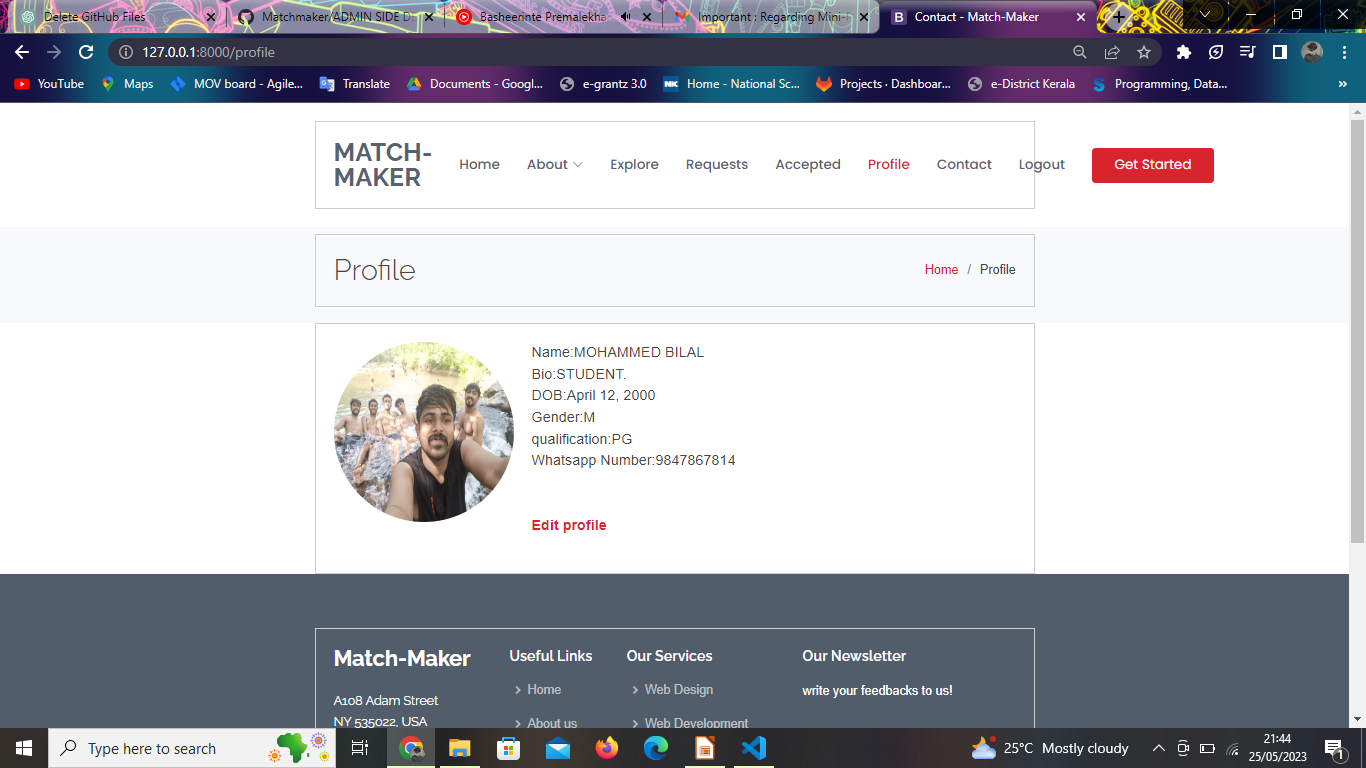 Delete GitHub Files
Matchmaker/ADMIN SIDE D
Basheennte Premalekha
Important : Regarding Mini-
Contact - Match-Maker
127.0.0.1:8000/profile
YouTube
Maps
MOV board - Agile...
Translate
Documents - Googl...
e-grantz 3.0
Home - National Sc...
Projects · Dashboar...
e-District Kerala
Programming, Data...
»
MATCH-
MAKER
Home
About
Explore
Requests
Accepted
Profile
Contact
Logout
Get Started
Profile
Home / Profile
Name:MOHAMMED BILAL
Bio:STUDENT.
DOB:April 12, 2000
Gender:M
qualification:PG
Whatsapp Number:9847867814
Edit profile
Match-Maker
A108 Adam Street
NY 535022, USA
Useful Links
Home
About us
Our Services
Web Design
Web Development
Our Newsletter
write your feedbacks to us!
Type here to search
25°C Mostly cloudy
21:44
25/05/2023
1